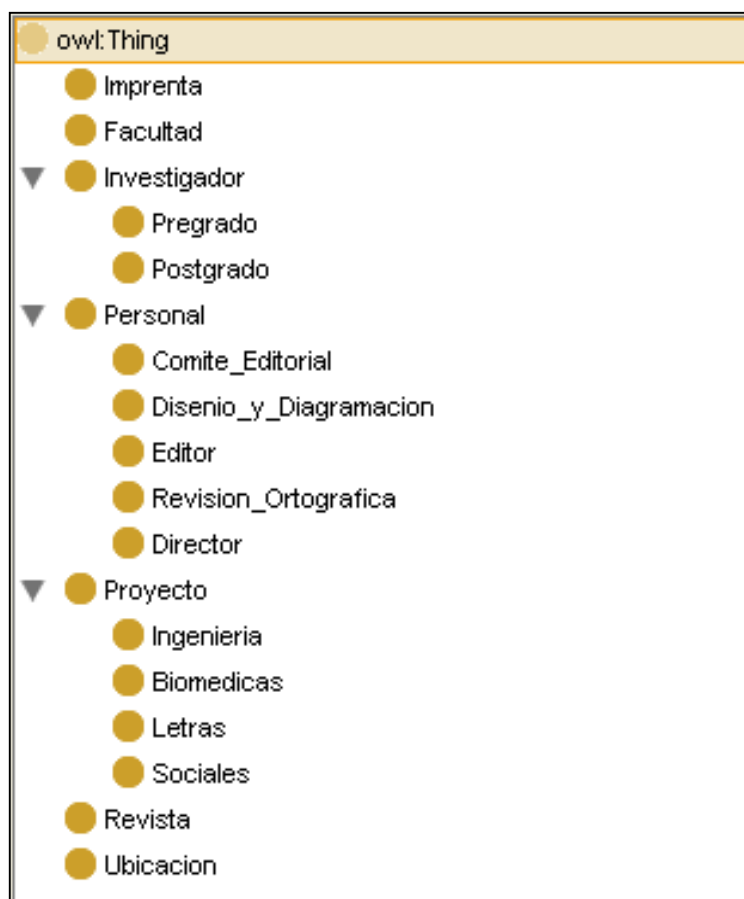 owl:Thing
Imprenta
Facultad
Investigador
Pregrado
Postgrado
Personal
Comite_Editorial
Disenio_y_Diagramacion
Editor
Revision_Ortografica
Director
Proyecto
Ingenieria
Biomedicas
Letras
Sociales
Revista
Ubicacion